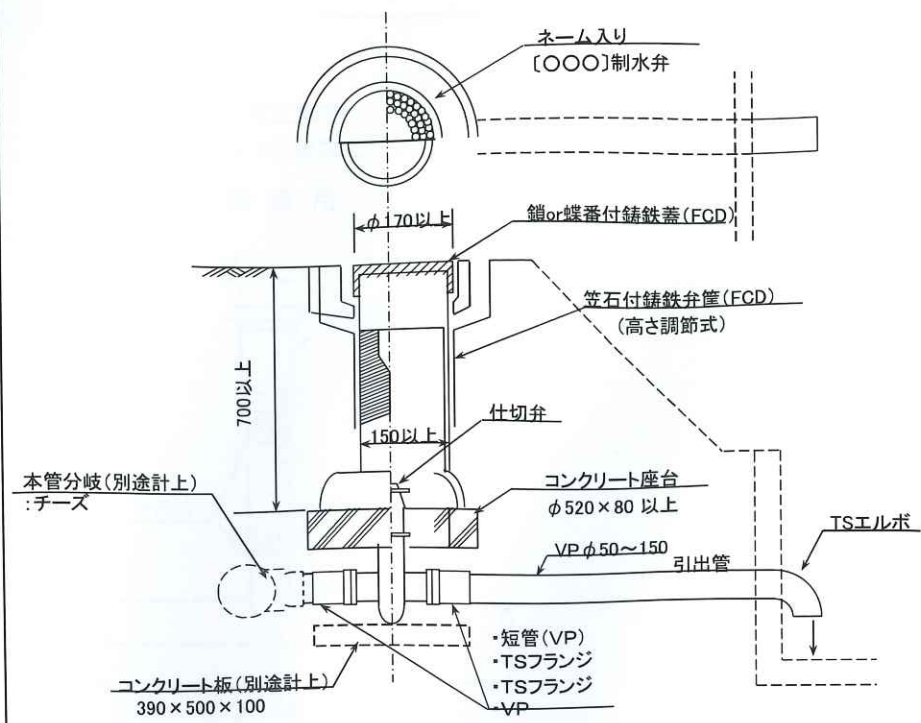 ネーム入り
〔○○○〕制水弁
φ170以上
鎖or蝶番付鋳鉄蓋(FCD)
笠石付鋳鉄弁筐(FCD)
(高さ調節式)
700以上
仕切弁
150以上
本管分岐(別途計上)
:チーズ
コンクリート座台
φ520×80 以上
TSエルボ
VPφ50~150
引出管
・短管(VP)
・TSフランジ
・TSフランジ
・VP
コンクリート板(別途計上)
390×500×100